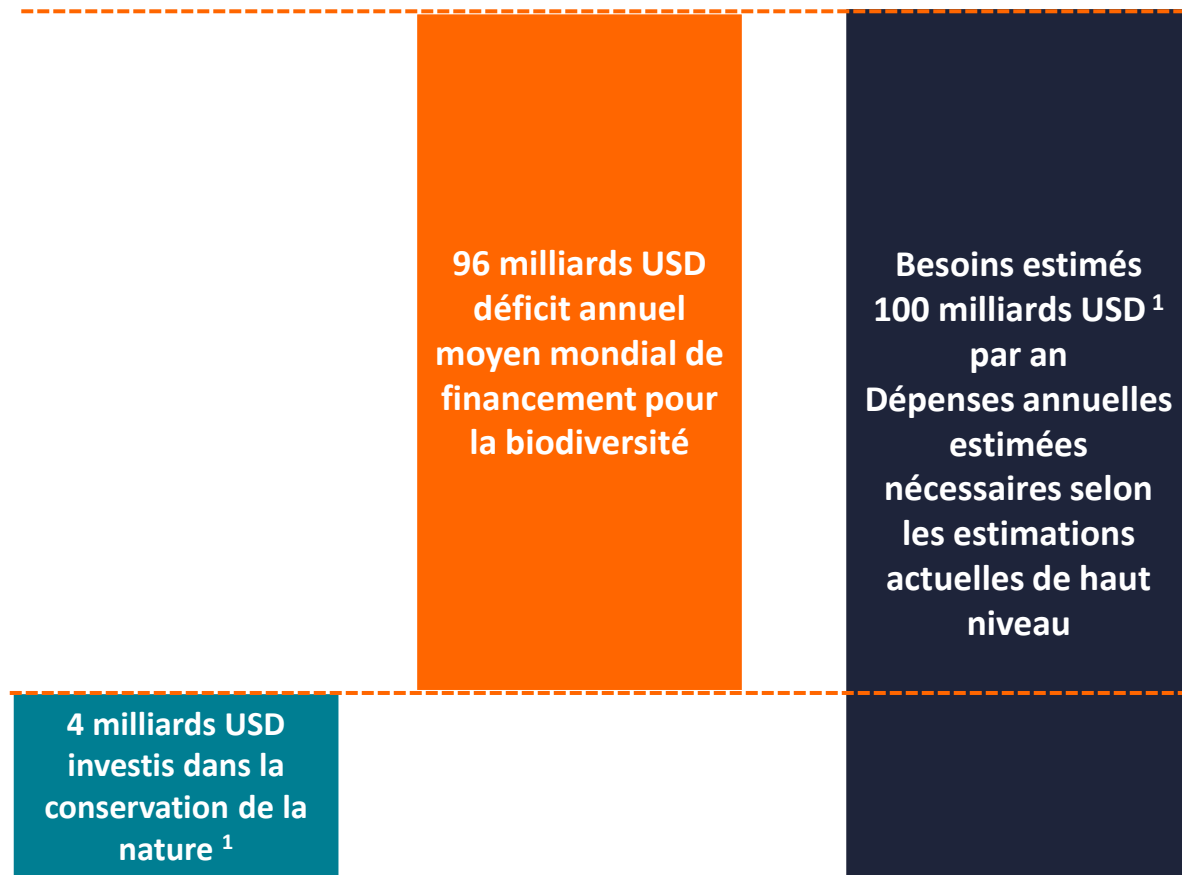 96 milliards USD
déficit annuel
moyen mondial de
financement pour
la biodiversité
Besoins estimés
100 milliards USD ¹
par an
Dépenses annuelles
estimées
nécessaires selon
les estimations
actuelles de haut
niveau
4 milliards USD
investis dans la
conservation de la
nature ¹